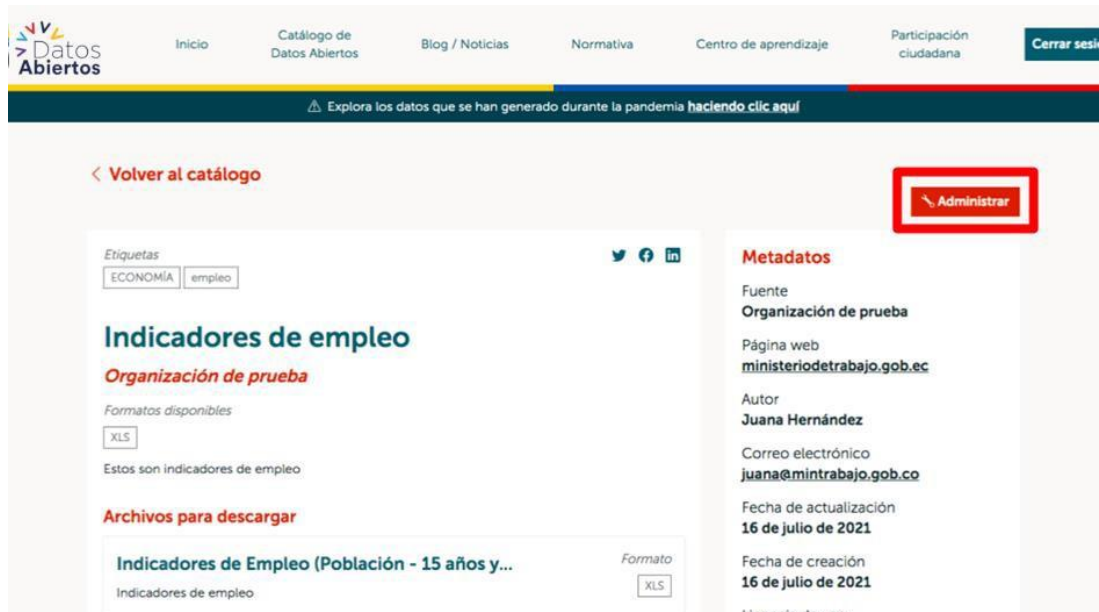 Datos
Abiertos
Inicio
Catálogo de
Datos Abiertos
Blog / Noticias
Normativa
Centro de aprendizaje
Participación
ciudadana
Cerrar sesi
Explora los datos que se han generado durante la pandemia haciendo clic aquí
< Volver al catálogo
Administrar
Etiquetas
ECONOMÍA empleo
Indicadores de empleo
Organización de prueba
Formatos disponibles
XLS
Estos son indicadores de empleo
Archivos para descargar
Indicadores de Empleo (Población - 15 años y...
Indicadores de empleo
Formato
XLS
Metadatos
Fuente
Organización de prueba
Página web
ministeriodetrabajo.gob.ec
Autor
Juana Hernández
Correo electrónico
juana@mintrabajo.gob.co
Fecha de actualización
16 de julio de 2021
Fecha de creación
16 de julio de 2021